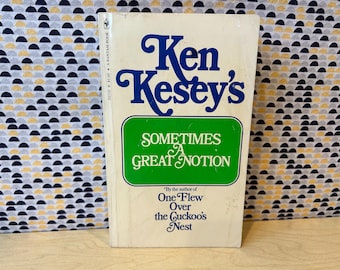 Ken
Kesey's
SOMETIMES
A
GREAT NOTION
By the author of
One Flew
Over
the Cuckoo's
Nest